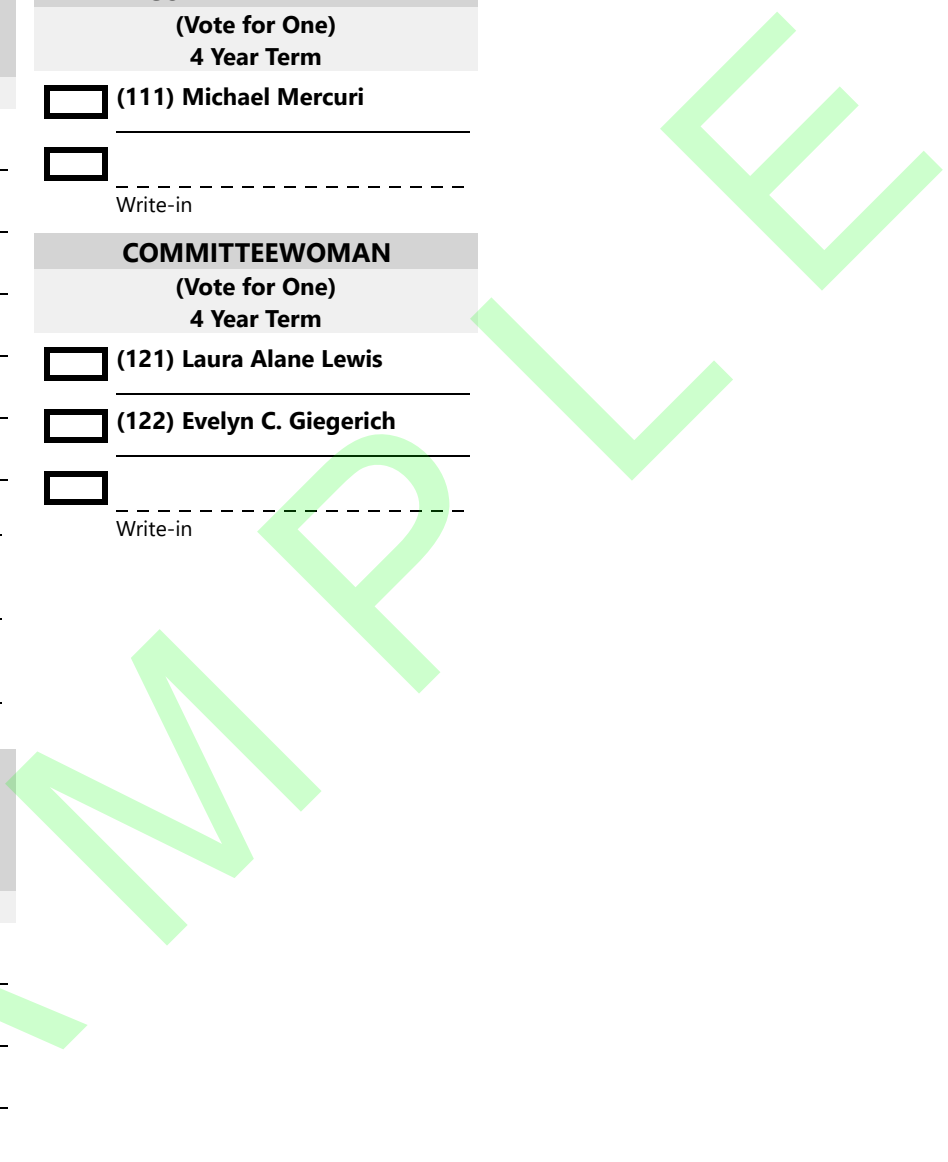 (Vote for One)
4 Year Term
(111) Michael Mercuri
Write-in
COMMITTEEWOMAN
(Vote for One)
4 Year Term
(121) Laura Alane Lewis
(122) Evelyn C. Giegerich
Write-in
AMPLE